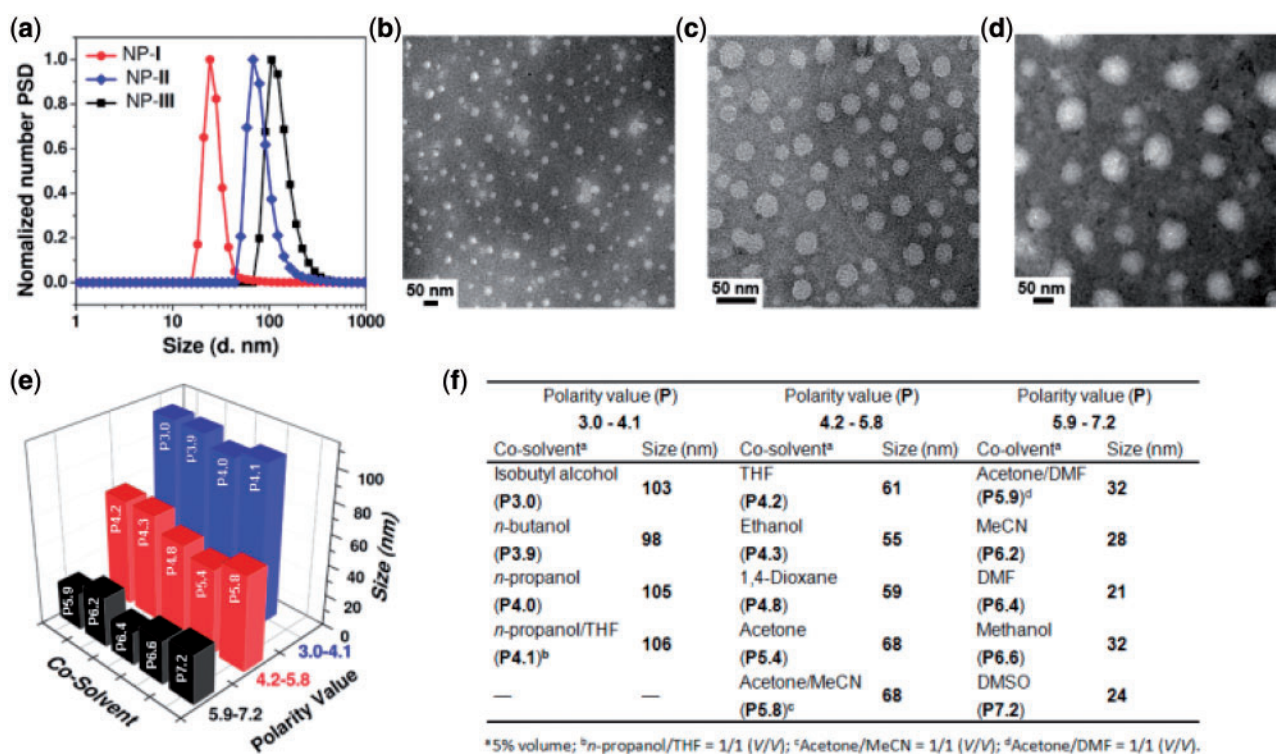 (a)
Nomalized number PSD
1.0
0.8
0.6
0.4
0.2
0.0
NP-I
NP-II
NP-III
1 10 100 1000
Size (d. nm)
(b)
50 nm
(c)
50 nm
(d)
50 nm
(e)
P3.0 P3.9 P4.0 P4.1
P4.2 P4.3 P4.8 P5.4 P5.8
P5.9 P6.2 P6.4 P6.6 P7.2
100
80
60
40
20
0
Size (nm)
3.0-4.1
4.2-5.8
5.9-7.2
Co-Solvent
Polarity Value
(f)
Polarity value (P) Polarity value (P) Polarity value (P)
3.0 - 4.1 4.2 - 5.8 5.9 - 7.2
Co-solventᵃ Size (nm) Co-solventᵃ Size (nm) Co-olventᵃ Size (nm)
Isobutyl alcohol 103 THF 61 Acetone/DMF 32
(P3.0) (P4.2) (P5.9)ᵈ
n-butanol 98 Ethanol 55 MeCN 28
(P3.9) (P4.3) (P6.2)
n-propanol 105 1,4-Dioxane 59 DMF 21
(P4.0) (P4.8) (P6.4)
n-propanol/THF 106 Acetone 68 Methanol 32
(P4.1)ᵇ (P5.4) (P6.6)
— — Acetone/MeCN 68 DMSO 24
(P5.8)ᶜ (P7.2)
ᵃ5% volume; ᵇn-propanol/THF = 1/1 (V/V); ᶜAcetone/MeCN = 1/1 (V/V); ᵈAcetone/DMF = 1/1 (V/V).